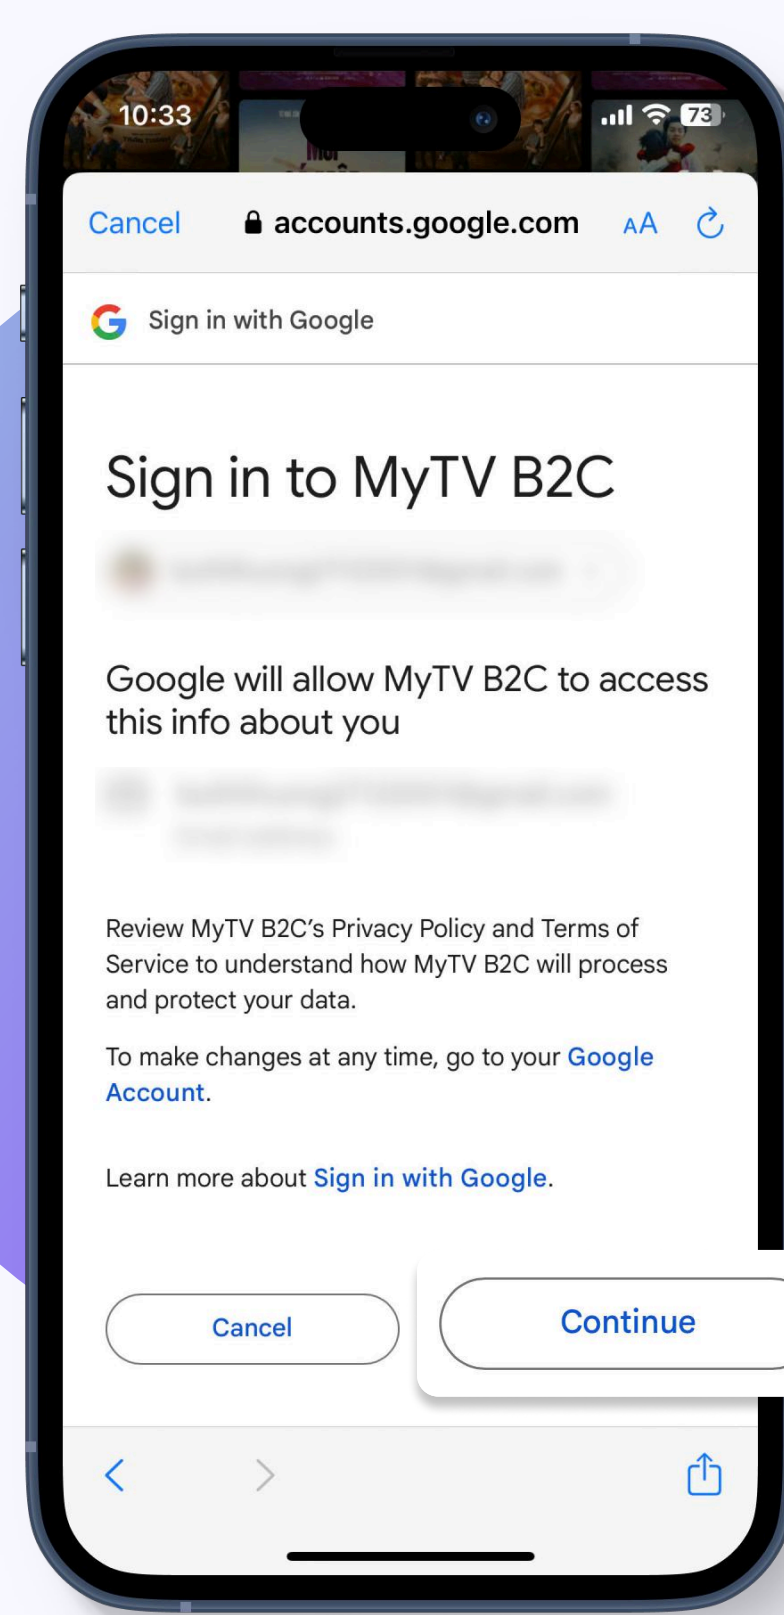 10:33
73
Cancel
accounts.google.com
AA
Sign in with Google
Sign in to MyTV B2C
Google will allow MyTV B2C to access
this info about you
Review MyTV B2C’s Privacy Policy and Terms of
Service to understand how MyTV B2C will process
and protect your data.
To make changes at any time, go to your Google
Account.
Learn more about Sign in with Google.
Cancel
Continue